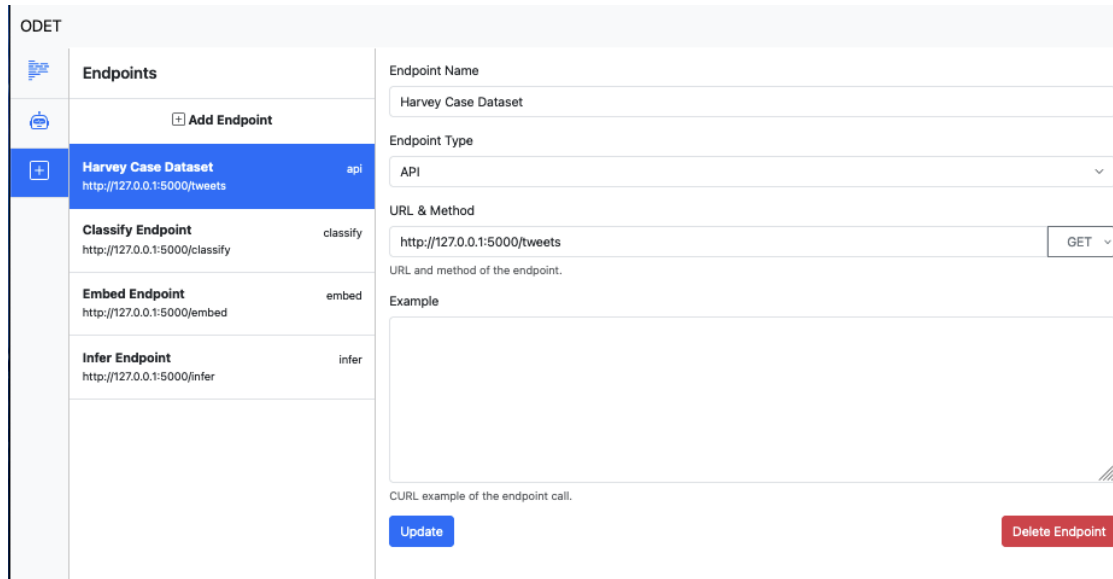 ODET
Endpoints
Add Endpoint
Harvey Case Dataset api
http://127.0.0.1:5000/tweets
Classify Endpoint classify
http://127.0.0.1:5000/classify
Embed Endpoint embed
http://127.0.0.1:5000/embed
Infer Endpoint infer
http://127.0.0.1:5000/infer
Endpoint Name
Harvey Case Dataset
Endpoint Type
API
URL & Method
http://127.0.0.1:5000/tweets GET
URL and method of the endpoint.
Example
CURL example of the endpoint call.
Update Delete Endpoint